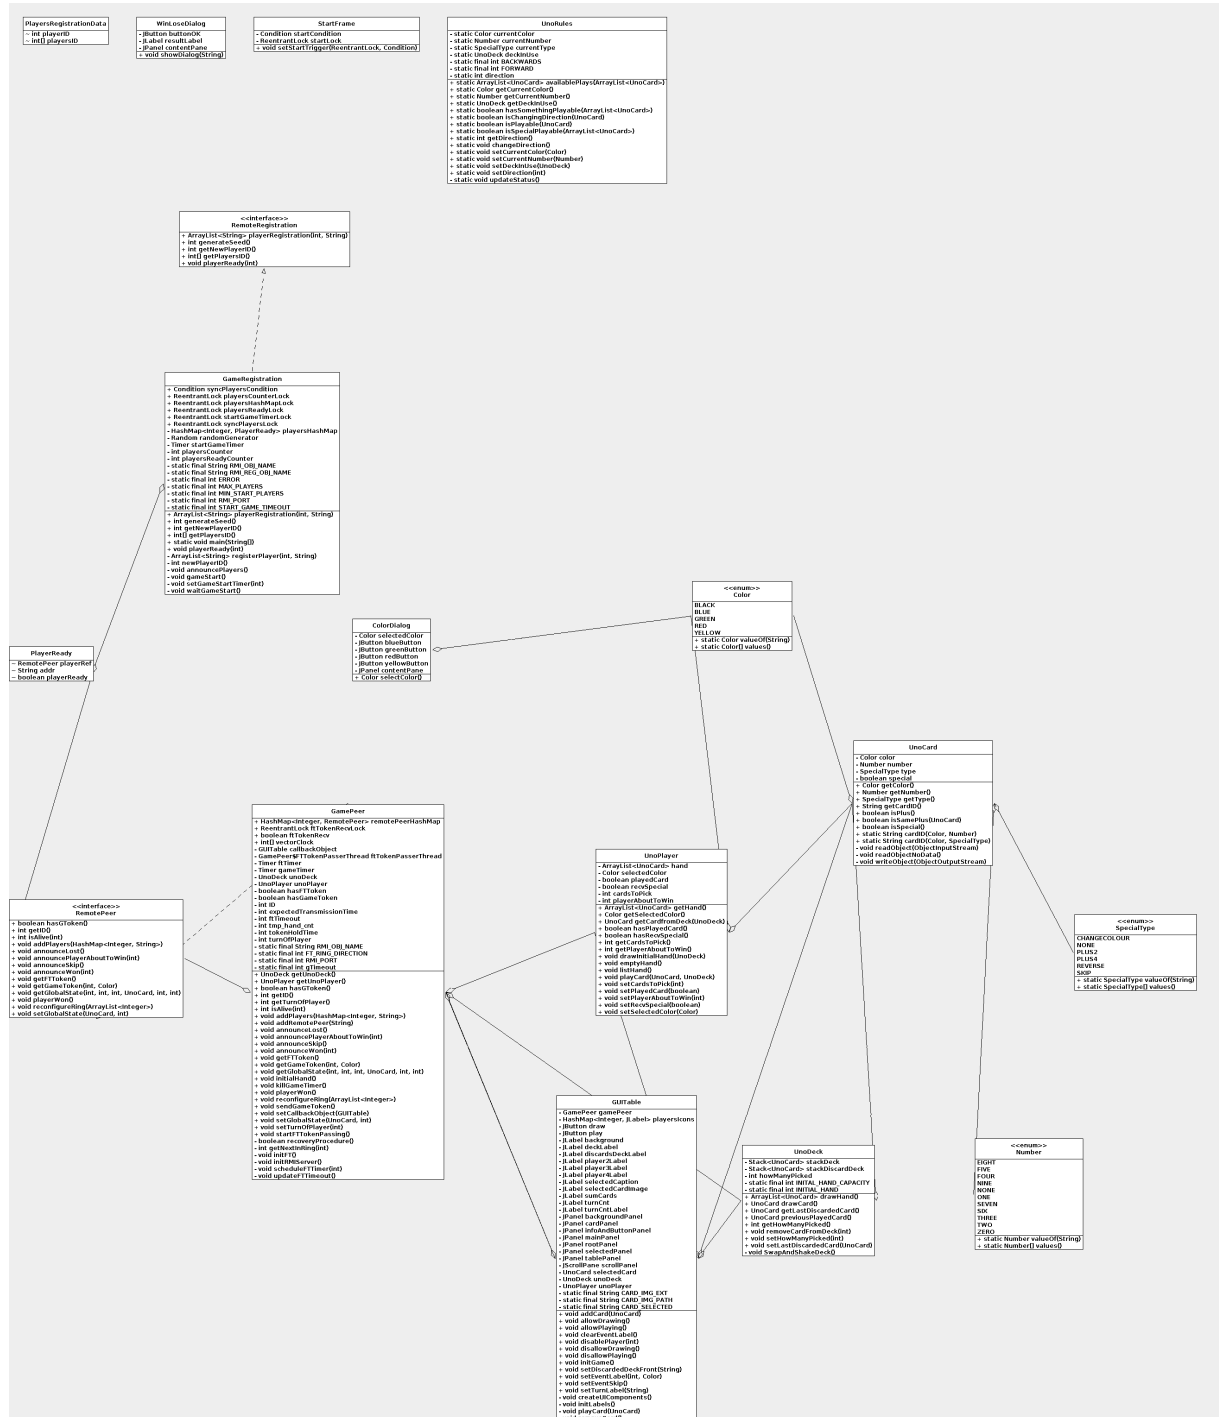 PlayersRegistrationData
~ int playerID
~ int[] playersID
WinLoseDialog
- JButton buttonOK
- JLabel resultLabel
- JPanel contentPane
+ void showDialog(String)
StartFrame
- Condition startCondition
- ReentrantLock startLock
+ void setStartTrigger(ReentrantLock, Condition)
UnoRules
- static Color currentColor
- static Number currentNumber
- static SpecialType currentType
- static UnoDeck deckInUse
- static final int BACKWARDS
- static final int FORWARD
- static int direction
+ static ArrayList<UnoCard> availablePlays(ArrayList<UnoCard>)
+ static Color getCurrentColor()
+ static Number getCurrentNumber()
+ static UnoDeck getDeckInUse()
+ static boolean hasSomethingPlayable(ArrayList<UnoCard>)
+ static boolean isChangingDirection(UnoCard)
+ static boolean isPlayable(UnoCard)
+ static boolean isSpecialPlayable(ArrayList<UnoCard>)
+ static int getDirection()
+ static void changeDirection()
+ static void setCurrentColor(Color)
+ static void setCurrentNumber(Number)
+ static void setDeckInUse(UnoDeck)
+ static void setDirection(int)
- static void updateStatus()
<<interface>>
RemoteRegistration
+ ArrayList<String> playerRegistration(int, String)
+ int generateSeed()
+ int getNewPlayerID()
+ int[] getPlayersID()
+ void playerReady(int)
GameRegistration
+ Condition syncPlayersCondition
+ ReentrantLock playersCounterLock
+ ReentrantLock playersHashMapLock
+ ReentrantLock playersReadyLock
+ ReentrantLock startGameTimerLock
+ ReentrantLock syncPlayersLock
- HashMap<Integer, PlayerReady> playersHashMap
- Random randomGenerator
- Timer startGameTimer
- int playersCounter
- int playersReadyCounter
- static final String RMI_OBJ_NAME
- static final String RMI_REG_OBJ_NAME
- static final int ERROR
- static final int MAX_PLAYERS
- static final int MIN_START_PLAYERS
- static final int RMI_PORT
- static final int START_GAME_TIMEOUT
+ ArrayList<String> playerRegistration(int, String)
+ int generateSeed()
+ int getNewPlayerID()
+ int[] getPlayersID()
+ static void main(String[])
+ void playerReady(int)
- ArrayList<String> registerPlayer(int, String)
- int newPlayerID()
- void announcePlayers()
- void gameStart()
- void setGameStartTimer(int)
- void waitGameStart()
<<enum>>
Color
BLACK
BLUE
GREEN
RED
YELLOW
+ static Color valueOf(String)
+ static Color[] values()
ColorDialog
- Color selectedColor
- JButton blueButton
- JButton greenButton
- JButton redButton
- JButton yellowButton
- JPanel contentPane
+ Color selectColor()
PlayerReady
~ RemotePeer playerRef
~ String addr
~ boolean playerReady
UnoCard
- Color color
- Number number
- SpecialType type
- boolean special
+ Color getColor()
+ Number getNumber()
+ SpecialType getType()
+ String getCardID()
+ boolean isPlus()
+ boolean isSamePlus(UnoCard)
+ boolean isSpecial()
+ static String cardID(Color, Number)
+ static String cardID(Color, SpecialType)
- void readObject(ObjectInputStream)
- void readObjectNoData()
- void writeObject(ObjectOutputStream)
GamePeer
+ HashMap<Integer, RemotePeer> remotePeerHashMap
+ ReentrantLock ftTokenRecvLock
+ boolean ftTokenRecv
+ int[] vectorClock
- GUITable callbackObject
- GamePeer$FTTokenPasserThread ftTokenPasserThread
- Timer ftTimer
- Timer gameTimer
- UnoDeck unoDeck
- UnoPlayer unoPlayer
- boolean hasFTToken
- boolean hasGameToken
- int ID
- int expectedTransmissionTime
- int ftTimeout
- int tmp_hand_cnt
- int tokenHoldTime
- int turnOfPlayer
- static final String RMI_OBJ_NAME
- static final int FT_RING_DIRECTION
- static final int RMI_PORT
- static final int gTimeout
+ UnoDeck getUnoDeck()
+ UnoPlayer getUnoPlayer()
+ boolean hasGToken()
+ int getID()
+ int getTurnOfPlayer()
+ int isAlive(int)
+ void addPlayers(HashMap<Integer, String>)
+ void addRemotePeer(String)
+ void announceLost()
+ void announcePlayerAboutToWin(int)
+ void announceSkip()
+ void announceWon(int)
+ void getFTToken()
+ void getGameToken(int, Color)
+ void getGlobalState(int, int, int, UnoCard, int, int)
+ void initialHand()
+ void killGameTimer()
+ void playerWon()
+ void reconfigureRing(ArrayList<Integer>)
+ void sendGameToken()
+ void setCallbackObject(GUITable)
+ void setGlobalState(UnoCard, int)
+ void setTurnOfPlayer(int)
+ void startFTTokenPassing()
- boolean recoveryProcedure()
- int getNextInRing(int)
- void initFT()
- void initRMIServer()
- void scheduleFTTimer(int)
- void updateFTTimeout()
UnoPlayer
- ArrayList<UnoCard> hand
- Color selectedColor
- boolean playedCard
- boolean recvSpecial
- int cardsToPick
- int playerAboutToWin
+ ArrayList<UnoCard> getHand()
+ Color getSelectedColor()
+ UnoCard getCardfromDeck(UnoDeck)
+ boolean hasPlayedCard()
+ boolean hasRecvSpecial()
+ int getCardsToPick()
+ int getPlayerAboutToWin()
+ void drawInitialHand(UnoDeck)
+ void emptyHand()
+ void listHand()
+ void playCard(UnoCard, UnoDeck)
+ void setCardsToPick(int)
+ void setPlayedCard(boolean)
+ void setPlayerAboutToWin(int)
+ void setRecvSpecial(boolean)
+ void setSelectedColor(Color)
<<interface>>
RemotePeer
+ boolean hasGToken()
+ int getID()
+ int isAlive(int)
+ void addPlayers(HashMap<Integer, String>)
+ void announceLost()
+ void announcePlayerAboutToWin(int)
+ void announceSkip()
+ void announceWon(int)
+ void getFTToken()
+ void getGameToken(int, Color)
+ void getGlobalState(int, int, int, UnoCard, int, int)
+ void playerWon()
+ void reconfigureRing(ArrayList<Integer>)
+ void setGlobalState(UnoCard, int)
<<enum>>
SpecialType
CHANGECOLOUR
NONE
PLUS2
PLUS4
REVERSE
SKIP
+ static SpecialType valueOf(String)
+ static SpecialType[] values()
GUITable
- GamePeer gamePeer
- HashMap<Integer, JLabel> playersIcons
- JButton draw
- JButton play
- JLabel background
- JLabel deckLabel
- JLabel discardsDeckLabel
- JLabel player2Label
- JLabel player3Label
- JLabel player4Label
- JLabel selectedCaption
- JLabel selectedCardImage
- JLabel sumCards
- JLabel turnCnt
- JLabel turnCntLabel
- JPanel backgroundPanel
- JPanel cardPanel
- JPanel infoAndButtonPanel
- JPanel mainPanel
- JPanel rootPanel
- JPanel selectedPanel
- JPanel tablePanel
- JScrollPane scrollPanel
- UnoCard selectedCard
- UnoDeck unoDeck
- UnoPlayer unoPlayer
- static final String CARD_IMG_EXT
- static final String CARD_IMG_PATH
- static final String CARD_SELECTED
+ void addCard(UnoCard)
+ void allowDrawing()
+ void allowPlaying()
+ void clearEventLabel()
+ void disablePlayer(int)
+ void disallowDrawing()
+ void disallowPlaying()
+ void initGame()
+ void setDiscardedDeckFront(String)
+ void setEventLabel(int, Color)
+ void setEventSkip()
+ void setTurnLabel(String)
- void createUIComponents()
- void initLabels()
- void playCard(UnoCard)
UnoDeck
- Stack<UnoCard> stackDeck
- Stack<UnoCard> stackDiscardDeck
- int howManyPicked
- static final int INITAL_HAND_CAPACITY
- static final int INITIAL_HAND
+ ArrayList<UnoCard> drawHand()
+ UnoCard drawCard()
+ UnoCard getLastDiscardedCard()
+ UnoCard previousPlayedCard()
+ int getHowManyPicked()
+ void removeCardFromDeck(int)
+ void setHowManyPicked(int)
+ void setLastDiscardedCard(UnoCard)
- void SwapAndShakeDeck()
<<enum>>
Number
EIGHT
FIVE
FOUR
NINE
NONE
ONE
SEVEN
SIX
THREE
TWO
ZERO
+ static Number valueOf(String)
+ static Number[] values()